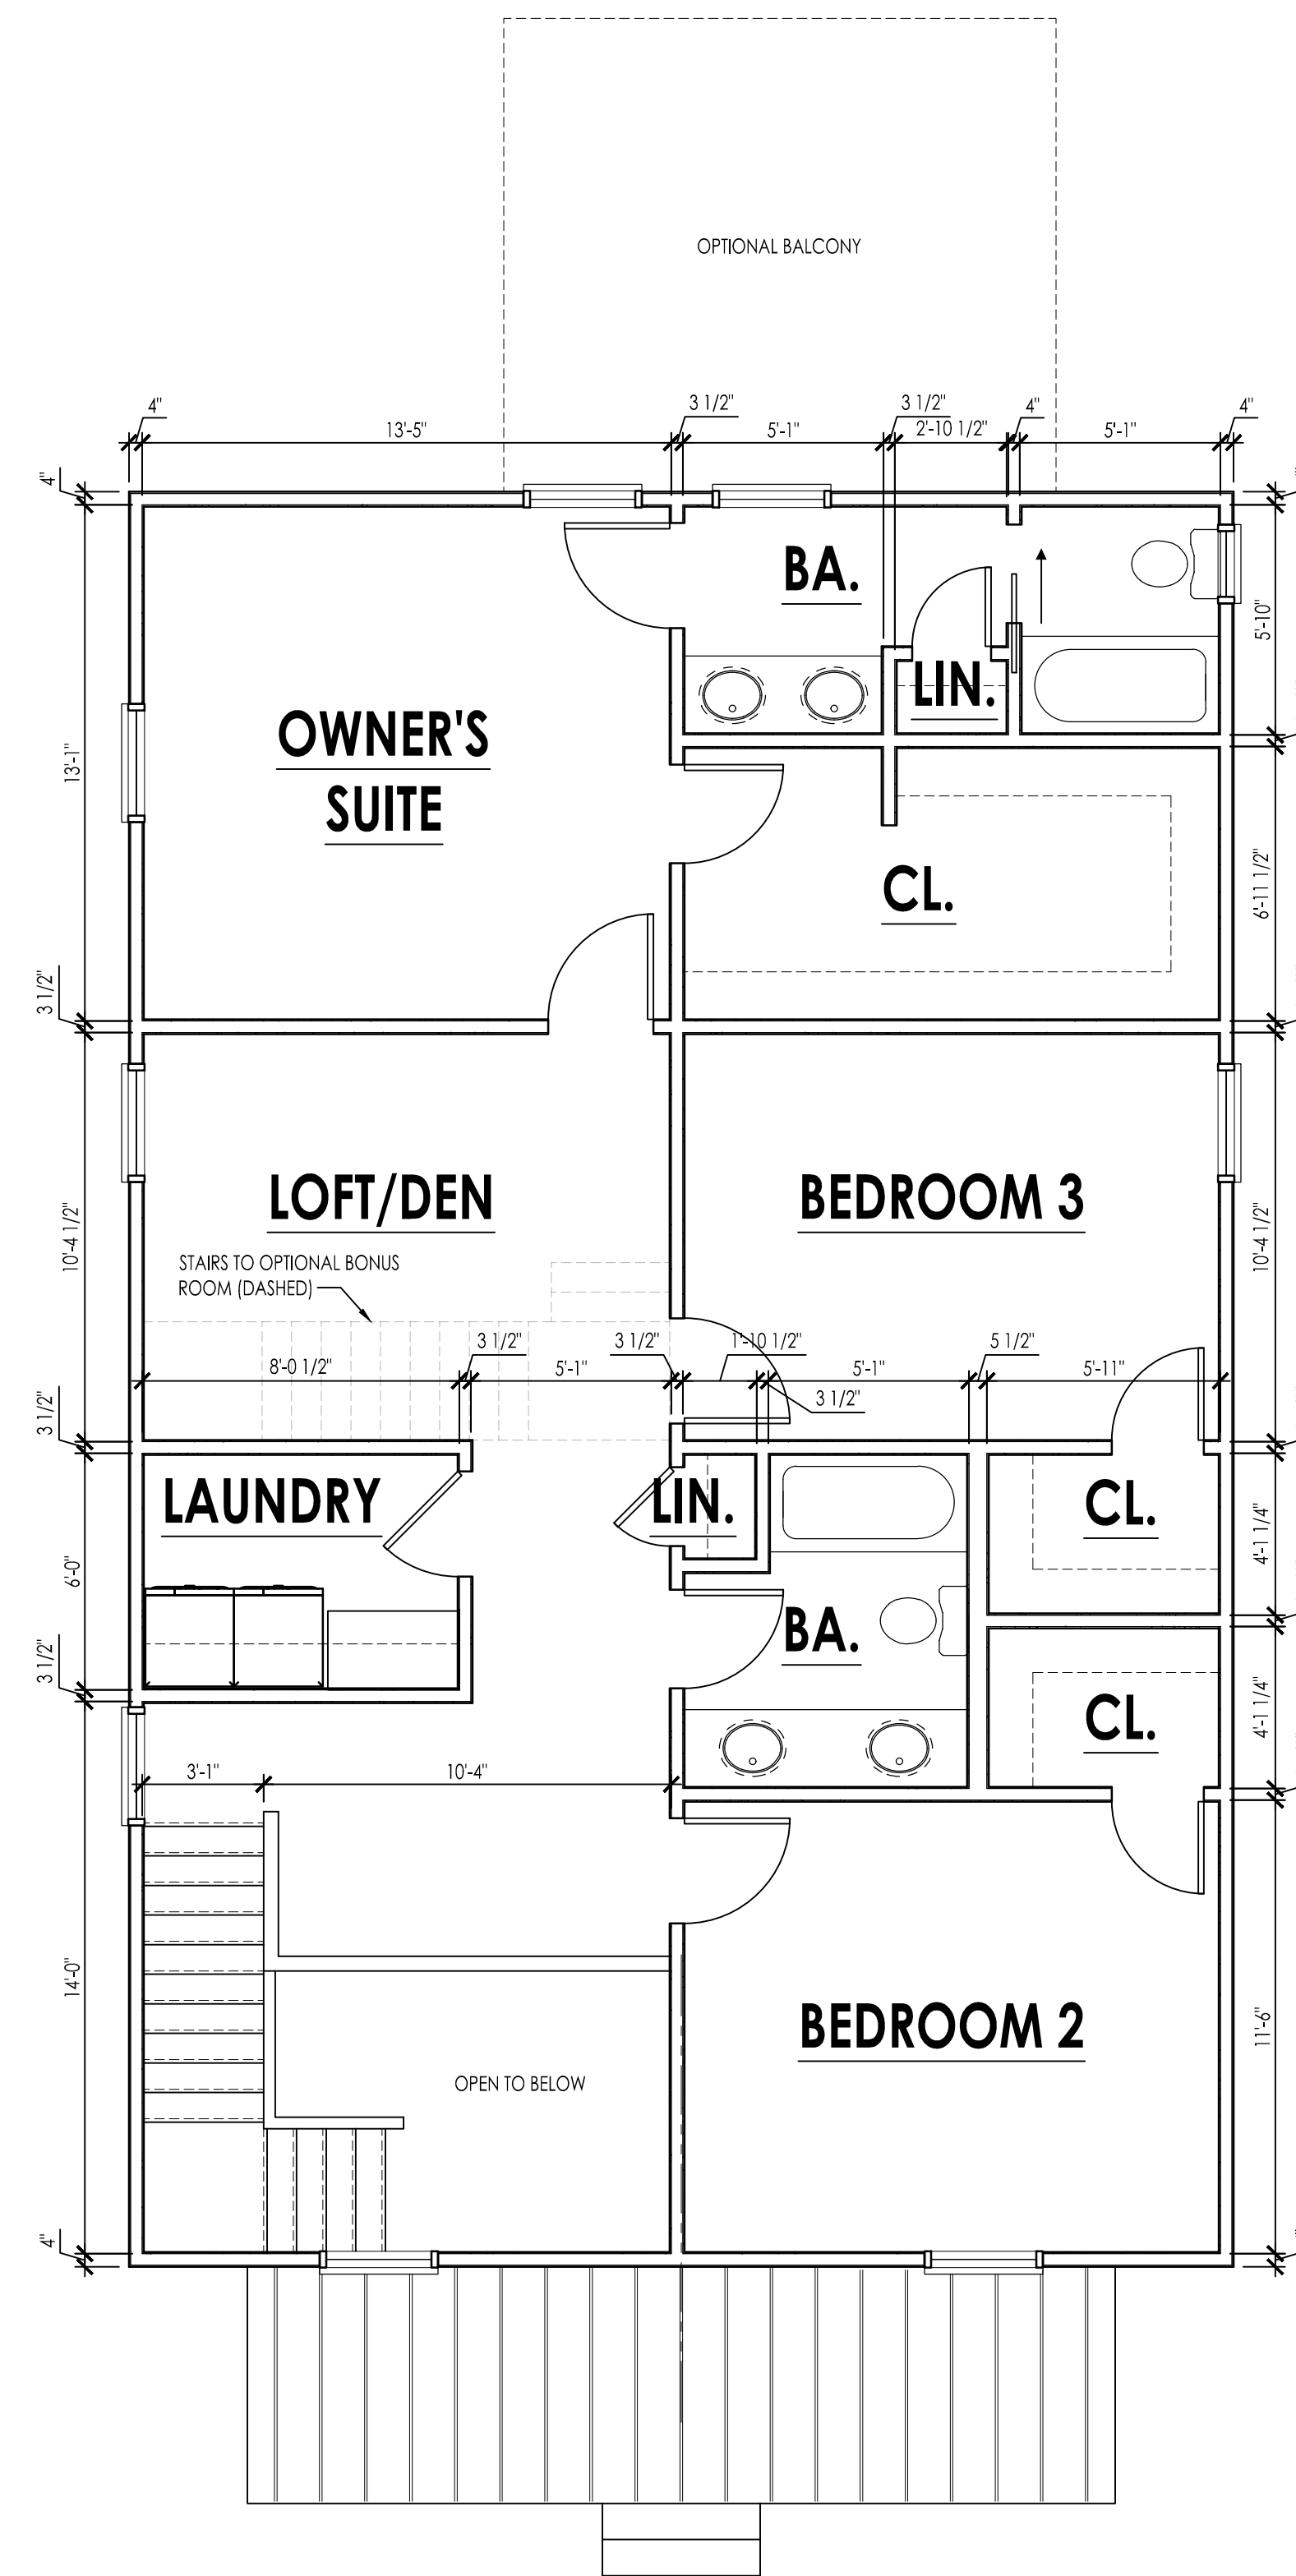 OPTIONAL BALCONY
4"
13'-5"
3 1/2"
5'-1"
3 1/2"
2'-10 1/2"
4"
5'-1"
4"
4"
BA.
5'-10"
LIN.
OWNER'S
SUITE
13'-1"
CL.
6'-11 1/2"
3 1/2"
LOFT/DEN
BEDROOM 3
10'-4 1/2"
10'-4 1/2"
STAIRS TO OPTIONAL BONUS
ROOM (DASHED)
8'-0 1/2"
3 1/2"
5'-1"
3 1/2"
1'-10 1/2"
3 1/2"
5'-1"
5 1/2"
5'-11"
3 1/2"
LAUNDRY
LIN.
CL.
4'-1 1/4"
6'-0"
BA.
3 1/2"
CL.
4'-1 1/4"
3'-1"
10'-4"
14'-0"
BEDROOM 2
11'-6"
OPEN TO BELOW
4"